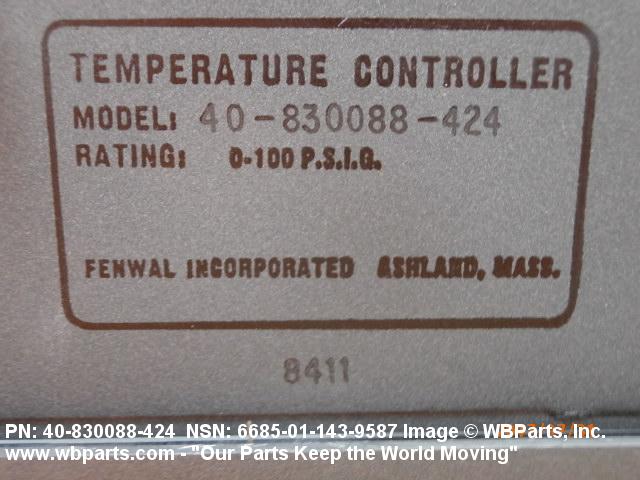 TEMPERATURE CONTROLLER
MODEL: 40-830088-424
RATING: 0-100 P.S.I.G.
FENWAL INCORPORATED ASHLAND, MASS.
8411
PN: 40-830088-424 NSN: 6685-01-143-9587 Image © WBParts, Inc.
www.wbparts.com - "Our Parts Keep the World Moving"